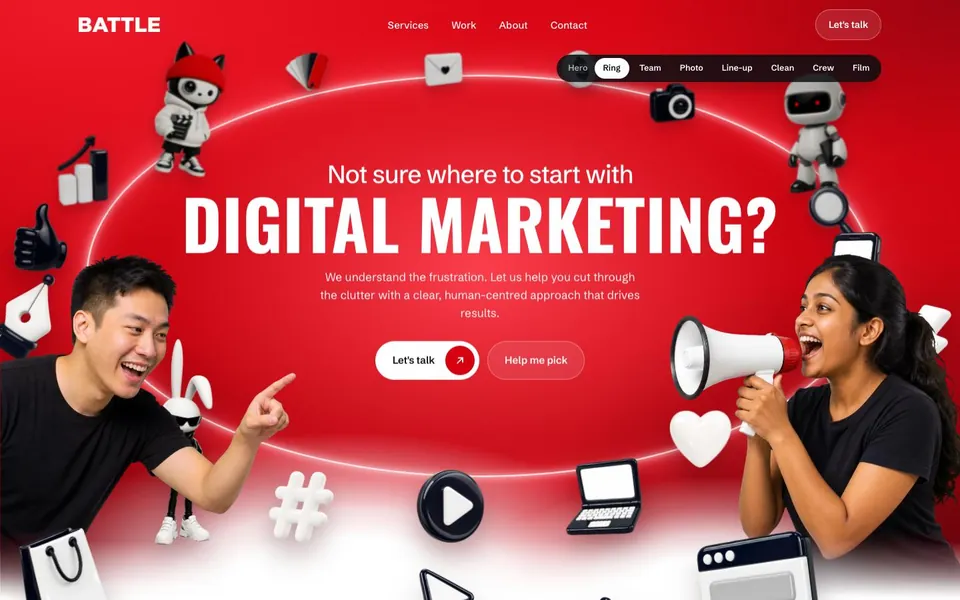 BATTLE
Services Work About Contact
Let's talk
Hero Ring Team Photo Line-up Clean Crew Film
Not sure where to start with
DIGITAL MARKETING?
We understand the frustration. Let us help you cut through
the clutter with a clear, human-centred approach that drives
results.
Let's talk
Help me pick